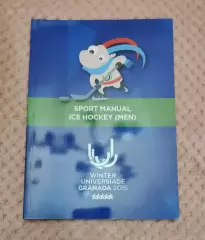 SPORT MANUAL
ICE HOCKEY (MEN)
WINTER
UNIVERSIADE
GRANADA 2015